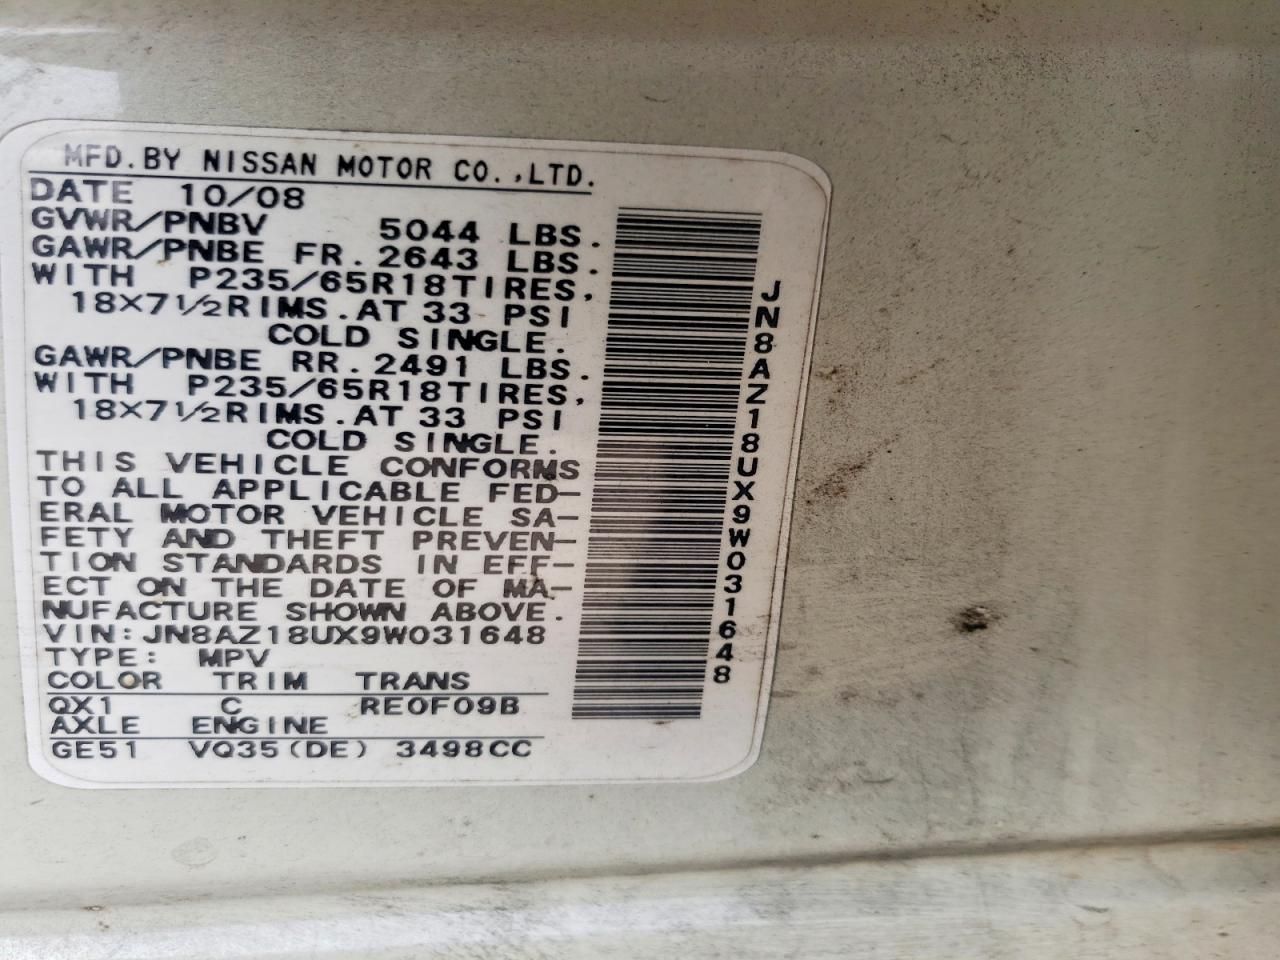 MFD.BY NISSAN MOTOR CO.,LTD.
DATE 10/08
GVWR/PNBV 5044 LBS.
GAWR/PNBE FR. 2643 LBS.
WITH P235/65R18TIRES,
18X7 1/2RIMS.AT 33 PSI
COLD SINGLE.
GAWR/PNBE RR. 2491 LBS.
WITH P235/65R18TIRES,
18X7 1/2RIMS.AT 33 PSI
COLD SINGLE.
THIS VEHICLE CONFORMS
TO ALL APPLICABLE FED-
ERAL MOTOR VEHICLE SA-
FETY AND THEFT PREVEN-
TION STANDARDS IN EFF-
ECT ON THE DATE OF MA-
NUFACTURE SHOWN ABOVE.
VIN:JN8AZ18UX9W031648
TYPE: MPV
COLOR TRIM TRANS
QX1 C RE0F09B
AXLE ENGINE
GE51 VQ35(DE) 3498CC
JN8AZ18UX9W031648